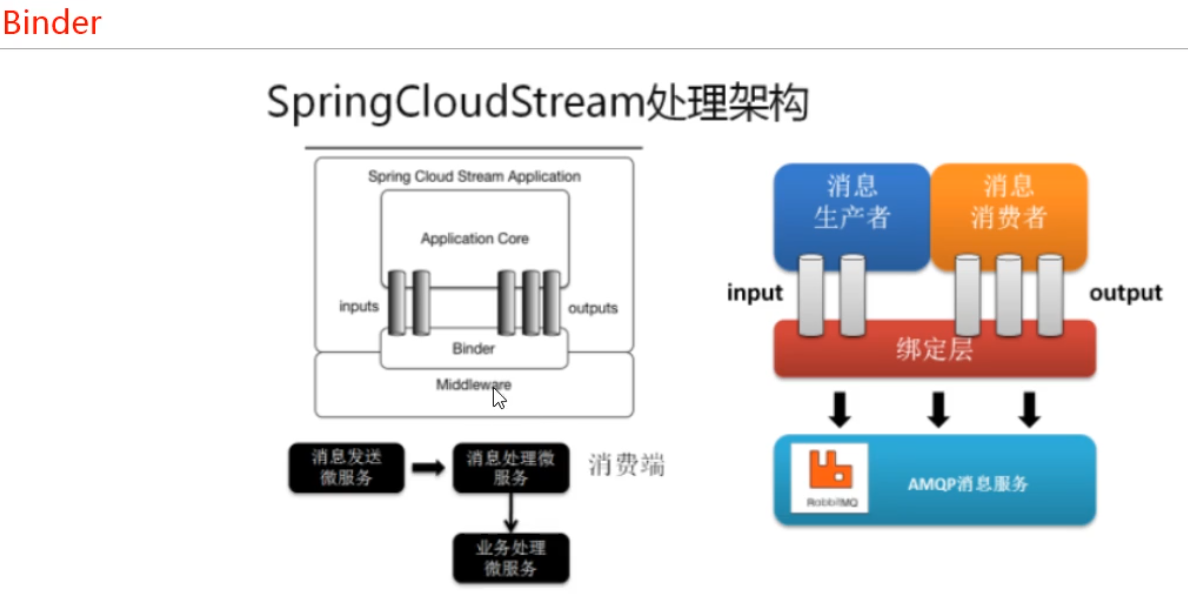 Binder
SpringCloudStream处理架构
Spring Cloud Stream Application
Application Core
inputs
outputs
Binder
Middleware
消息发送
微服务
消息处理微
服务
消费端
业务处理
微服务
消息
生产者
消息
消费者
input
output
绑定层
RabbitMQ
AMQP消息服务